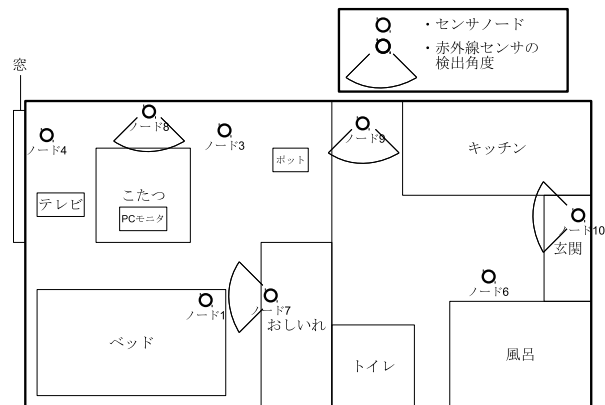 ・センサノード
・赤外線センサの
検出角度
窓
ノード8
ノード3
ノード9
ノード4
キッチン
ポット
こたつ
テレビ
PCモニタ
ノード10
玄関
ノード6
ノード1
ノード7
おしいれ
ベッド
風呂
トイレ